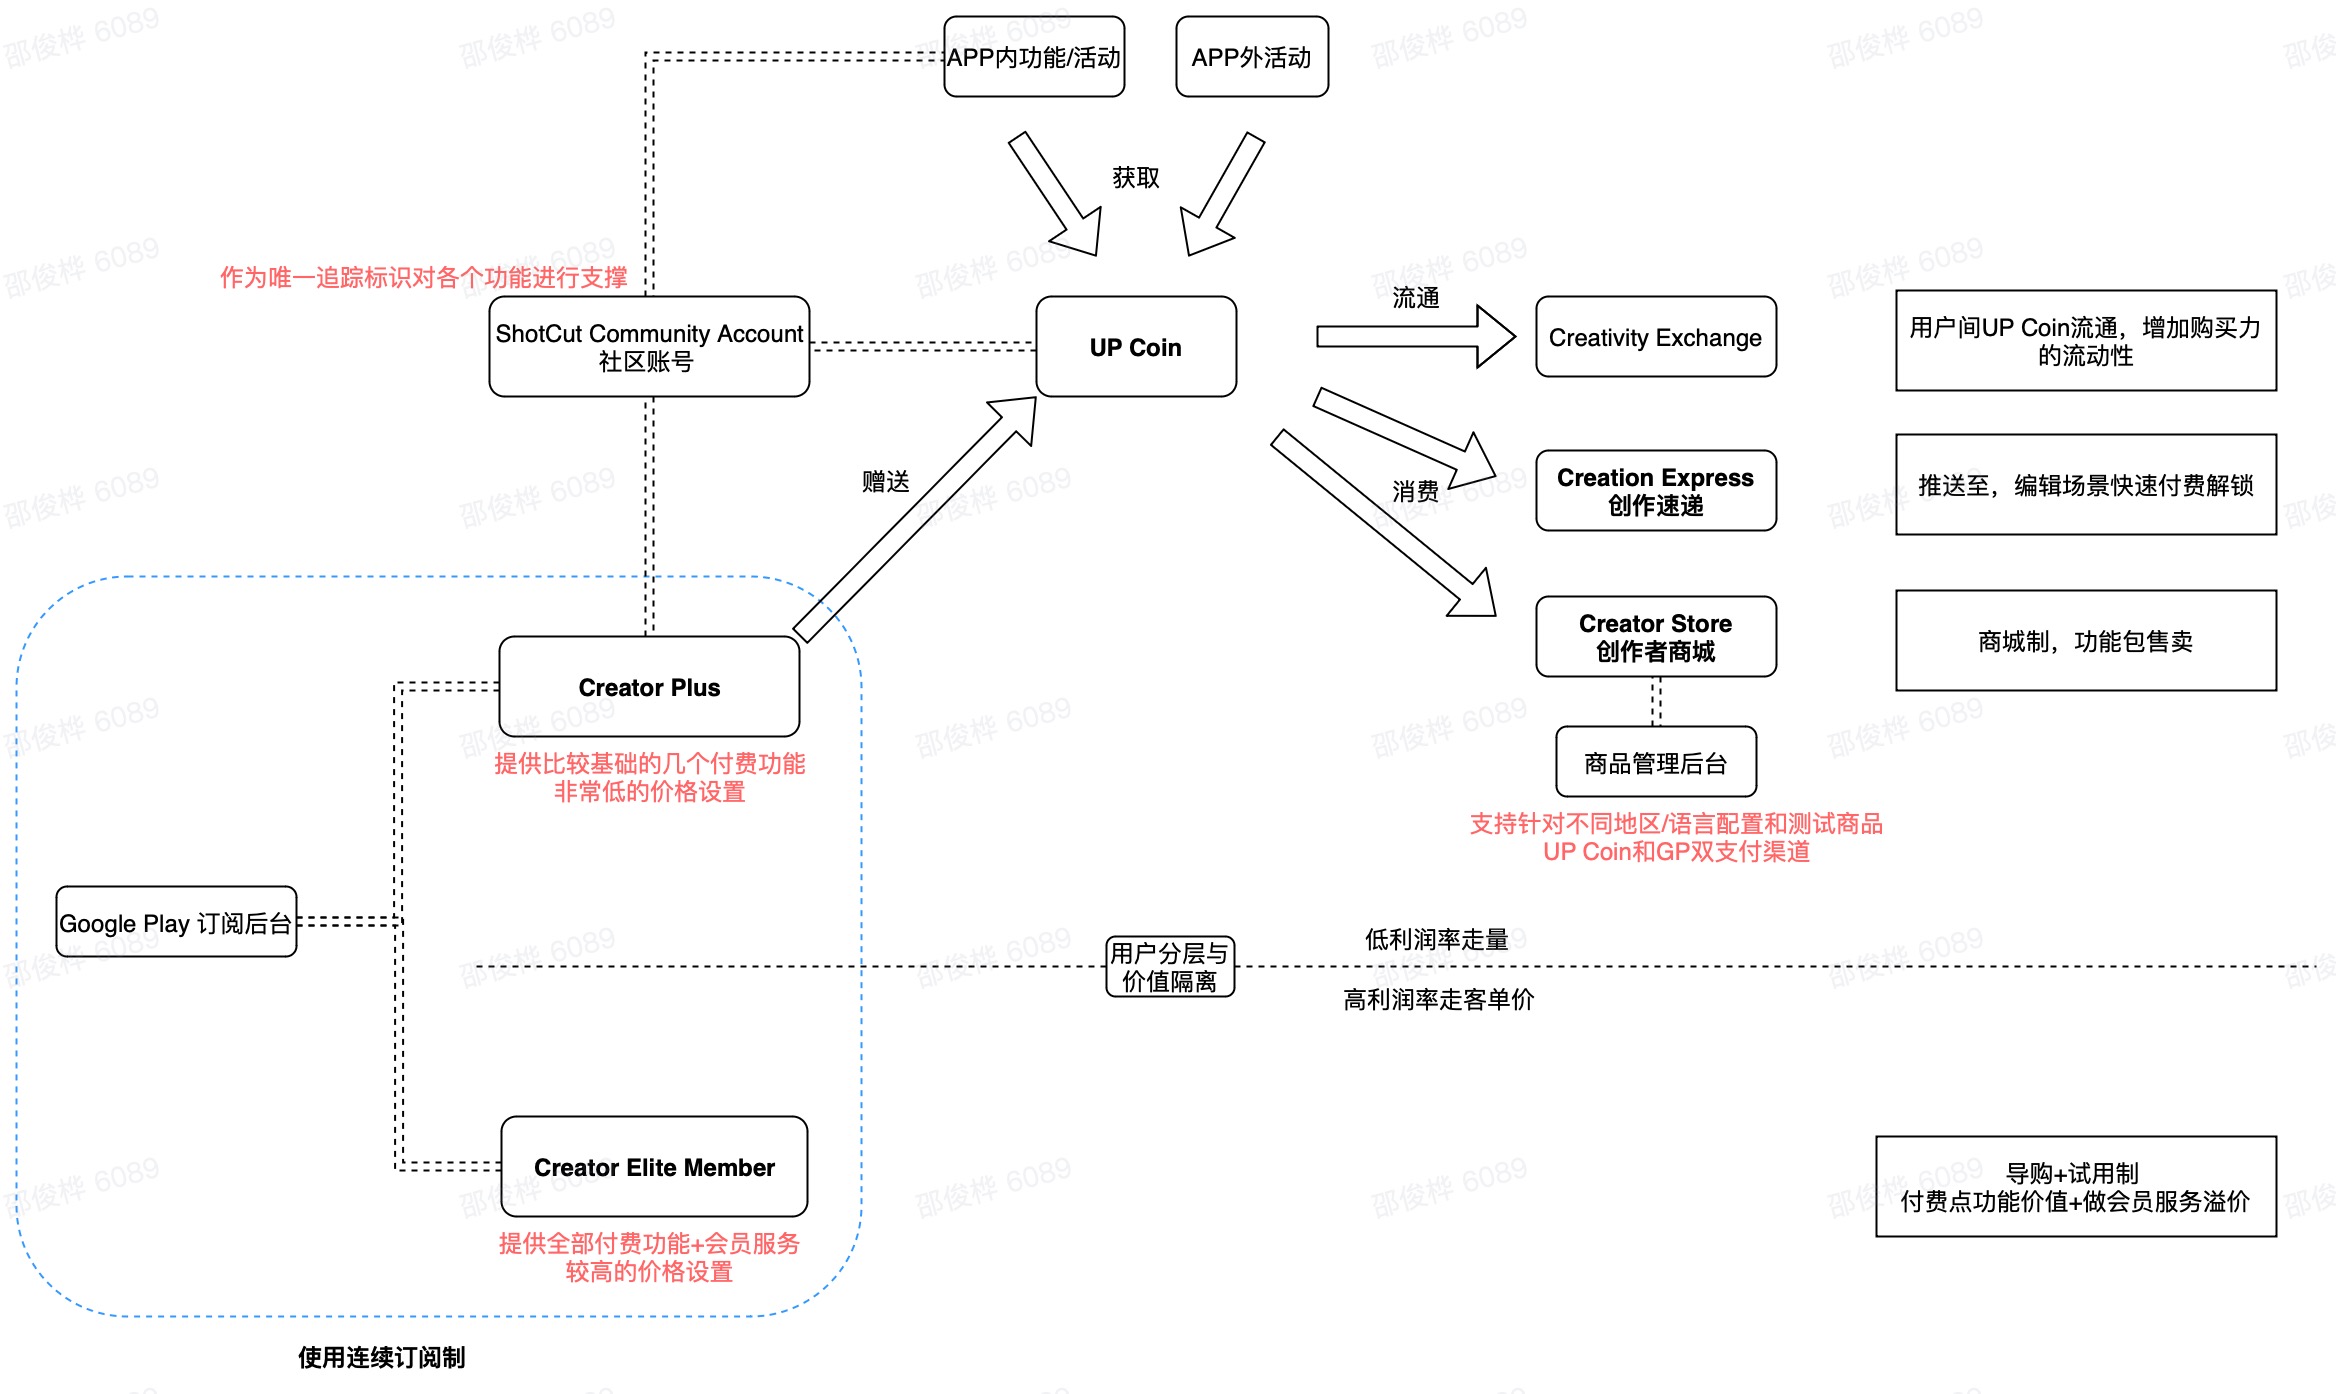 APP内功能/活动
APP外活动
获取
作为唯一追踪标识对各个功能进行支撑
ShotCut Community Account
社区账号
UP Coin
流通
Creativity Exchange
用户间UP Coin流通，增加购买力
的流动性
赠送
消费
Creation Express
创作速递
推送至，编辑场景快速付费解锁
Creator Store
创作者商城
商城制，功能包售卖
Creator Plus
提供比较基础的几个付费功能
非常低的价格设置
商品管理后台
支持针对不同地区/语言配置和测试商品
UP Coin和GP双支付渠道
Google Play 订阅后台
用户分层与
价值隔离
低利润率走量
高利润率走客单价
Creator Elite Member
提供全部付费功能+会员服务
较高的价格设置
导购+试用制
付费点功能价值+做会员服务溢价
使用连续订阅制
邵俊桦 6089